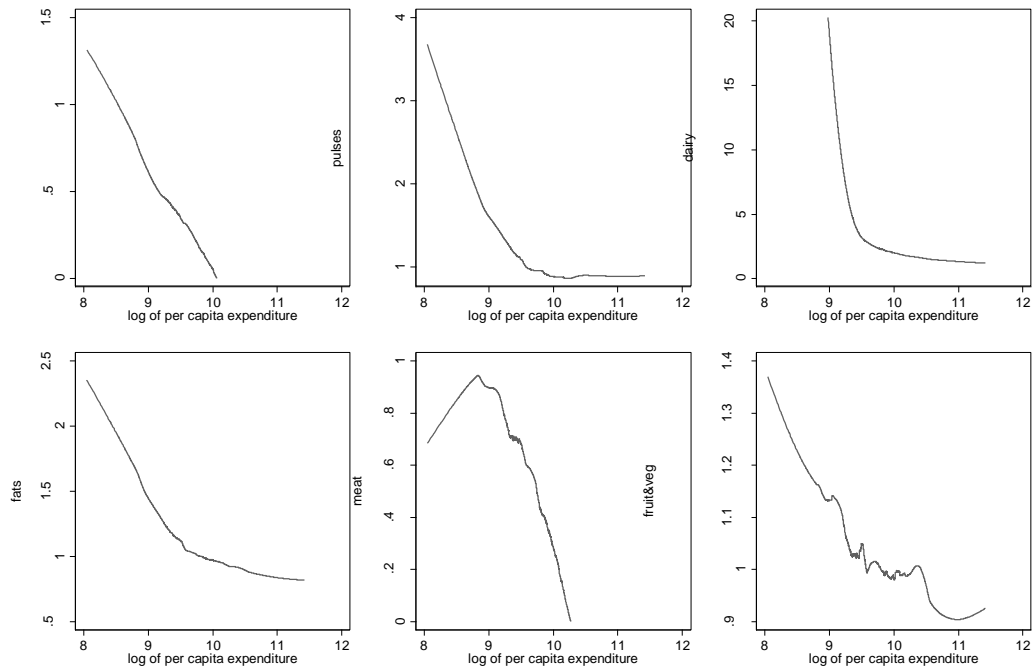 1.5
1
.5
0
8 9 10 11 12
log of per capita expenditure
pulses
4
3
2
1
8 9 10 11 12
log of per capita expenditure
dairy
20
15
10
5
0
8 9 10 11 12
log of per capita expenditure
fats
2.5
2
1.5
1
.5
8 9 10 11 12
log of per capita expenditure
meat
1
.8
.6
.4
.2
0
8 9 10 11 12
log of per capita expenditure
fruit&veg
1.4
1.3
1.2
1.1
1
.9
8 9 10 11 12
log of per capita expenditure